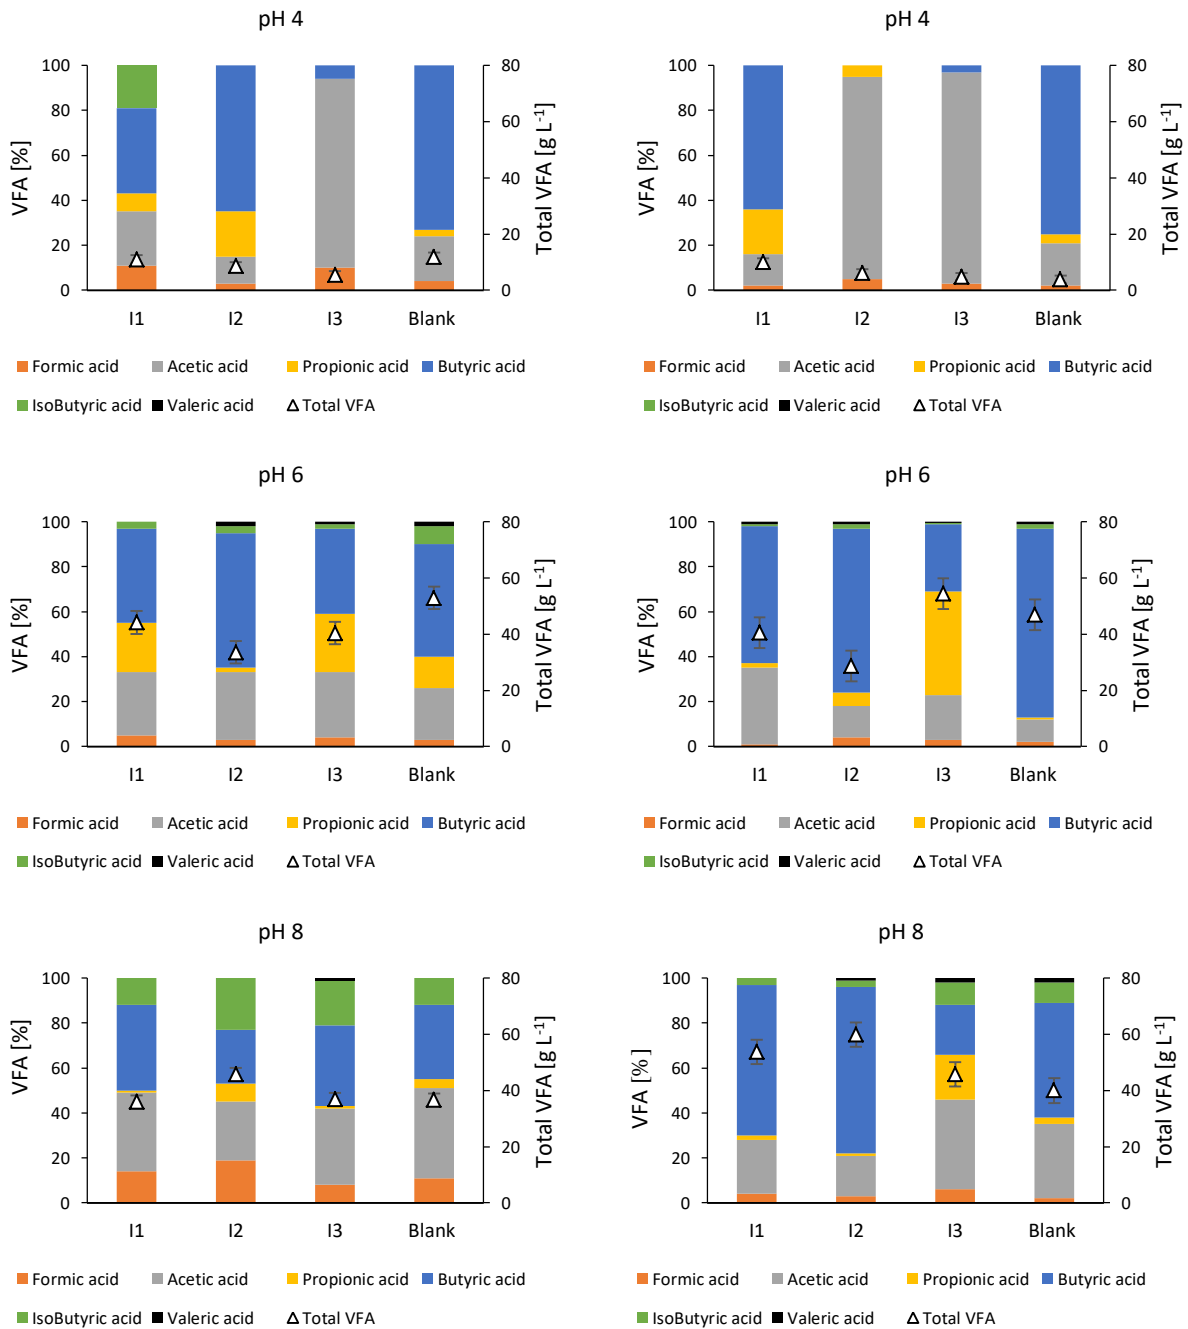 pH 4
100
80
60
40
20
0
VFA [%]
80
60
40
20
0
Total VFA [g L⁻¹]
I1 I2 I3 Blank
Formic acid Acetic acid Propionic acid Butyric acid
IsoButyric acid Valeric acid Total VFA
pH 4
100
80
60
40
20
0
VFA [%]
80
60
40
20
0
Total VFA [g L⁻¹]
I1 I2 I3 Blank
Formic acid Acetic acid Propionic acid Butyric acid
IsoButyric acid Valeric acid Total VFA
pH 6
100
80
60
40
20
0
VFA [%]
80
60
40
20
0
Total VFA [g L⁻¹]
I1 I2 I3 Blank
Formic acid Acetic acid Propionic acid Butyric acid
IsoButyric acid Valeric acid Total VFA
pH 6
100
80
60
40
20
0
VFA [%]
80
60
40
20
0
Total VFA [g L⁻¹]
I1 I2 I3 Blank
Formic acid Acetic acid Propionic acid Butyric acid
IsoButyric acid Valeric acid Total VFA
pH 8
100
80
60
40
20
0
VFA [%]
80
60
40
20
0
Total VFA [g L⁻¹]
I1 I2 I3 Blank
Formic acid Acetic acid Propionic acid Butyric acid
IsoButyric acid Valeric acid Total VFA
pH 8
100
80
60
40
20
0
VFA [%]
80
60
40
20
0
Total VFA [g L⁻¹]
I1 I2 I3 Blank
Formic acid Acetic acid Propionic acid Butyric acid
IsoButyric acid Valeric acid Total VFA